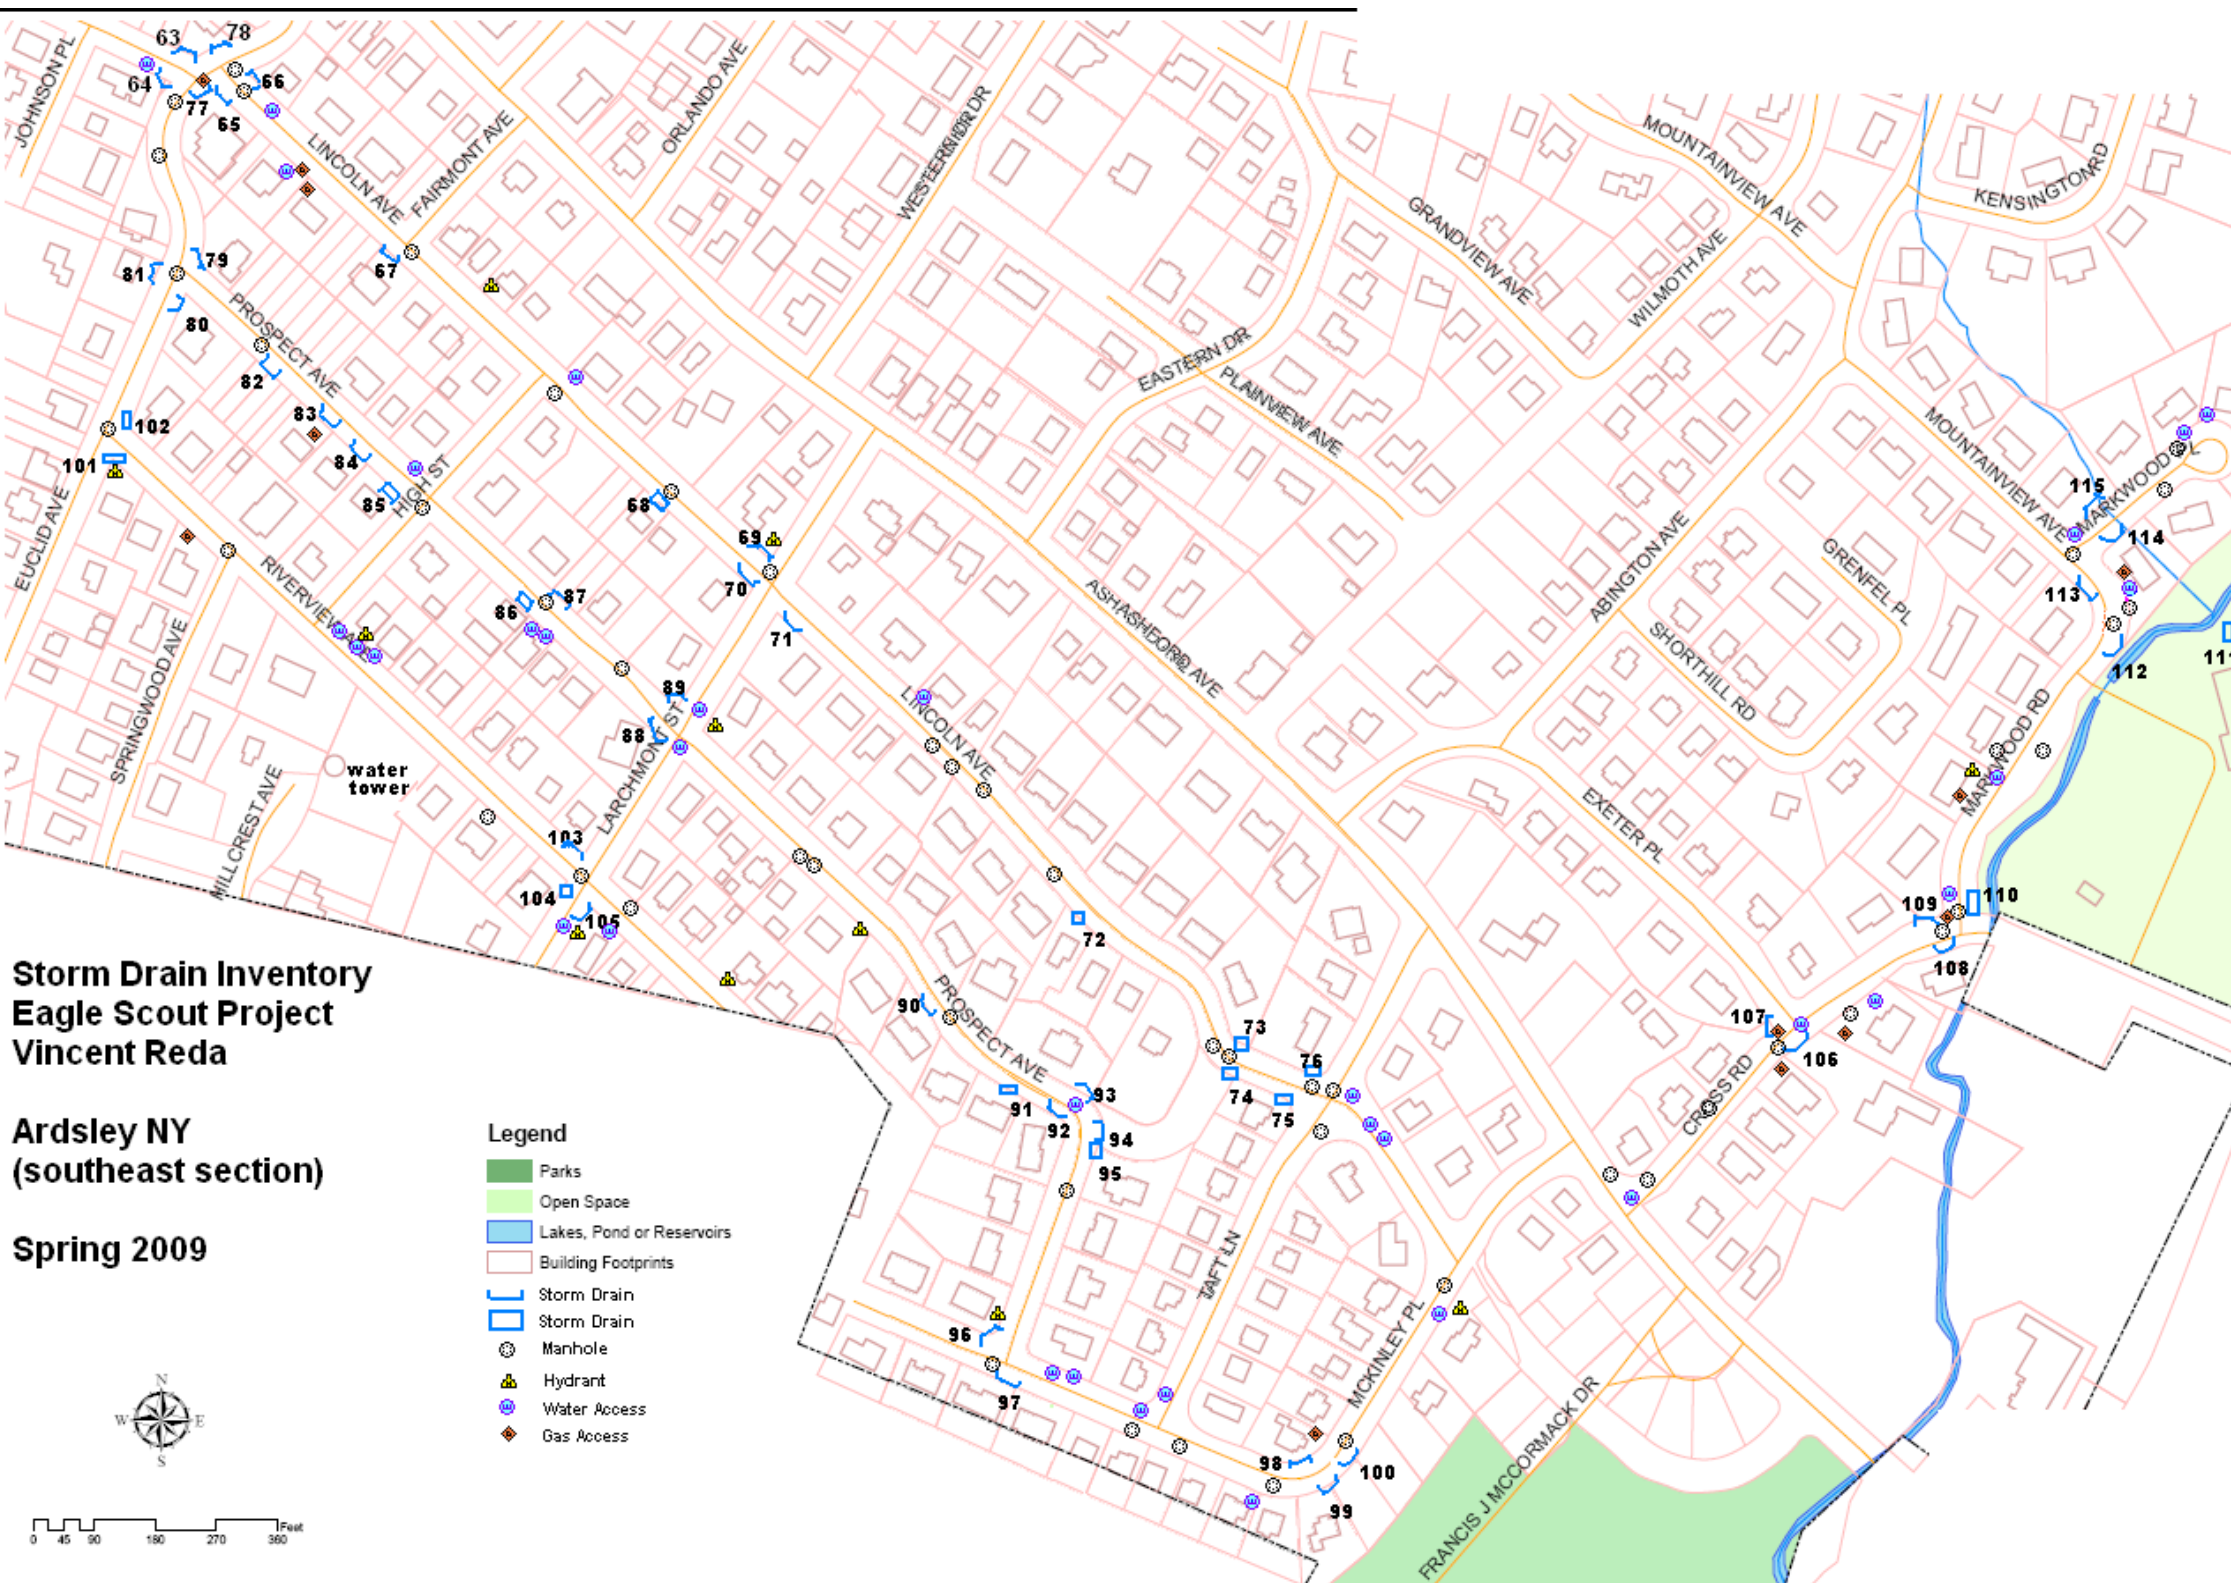 63
78
64
66
77
65
JOHNSON PL
LINCOLN AVE
FAIRMONT AVE
ORLANDO AVE
WESTERN DR
MOUNTAINVIEW AVE
KENSINGTON RD
GRANDVIEW AVE
WILMOTH AVE
81
79
67
80
PROSPECT AVE
82
83
84
85
HIGH ST
102
101
EUCLID AVE
EASTERN DR
PLAINVIEW AVE
MOUNTAINVIEW AVE
MARKWOOD PL
115
114
113
112
111
68
69
70
71
86
87
88
89
RIVERVIEW AVE
SPRINGWOOD AVE
MILLCREST AVE
water
tower
LARCHMONT ST
LINCOLN AVE
ASHFORD AVE
ABINGTON AVE
GRENFEL PL
SHORTHILL RD
EXETER PL
MARKWOOD RD
103
104
105
72
90
PROSPECT AVE
73
74
75
76
91
92
93
94
95
109
110
108
107
106
CROSS RD
TAFT LN
MCKINLEY PL
FRANCIS J MCCORMACK DR
96
97
98
99
100
Storm Drain Inventory
Eagle Scout Project
Vincent Reda
Ardsley NY
(southeast section)
Spring 2009
Legend
Parks
Open Space
Lakes, Pond or Reservoirs
Building Footprints
Storm Drain
Storm Drain
Manhole
Hydrant
Water Access
Gas Access
N
W E
S
0 45 90 180 270 360 Feet